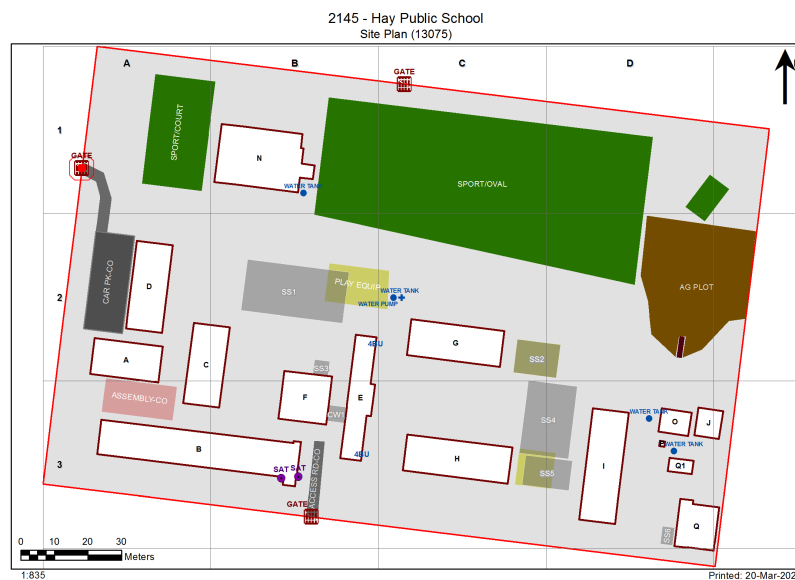 2145 - Hay Public School
Site Plan (13075)
A
B
C
D
GATE
1
SPORT/COURT
N
GATE
WATER TANK
SPORT/OVAL
2
CAR PK-CO
D
SS1
PLAY EQUIP
WATER TANK
WATER PUMP
AG PLOT
4BU
G
SS2
A
C
SS3
ASSEMBLY-CO
F
E
CW1
SS4
WATER TANK
O
J
B
WATER TANK
3
B
4BU
H
SS5
I
Q1
SAT
SAT
ACCESS RD-CO
GATE
Q
SS6
0
10
20
30
Meters
1:835
Printed: 20-Mar-202